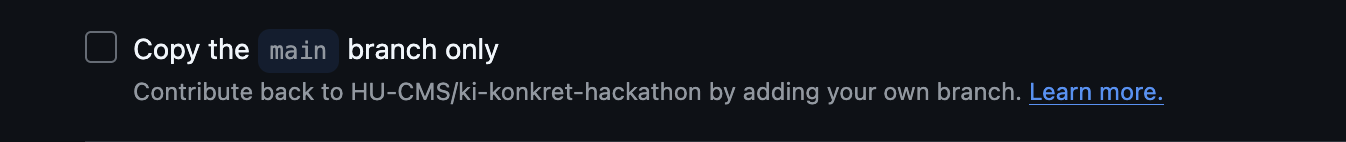 Copy the main branch only
Contribute back to HU-CMS/ki-konkret-hackathon by adding your own branch. Learn more.